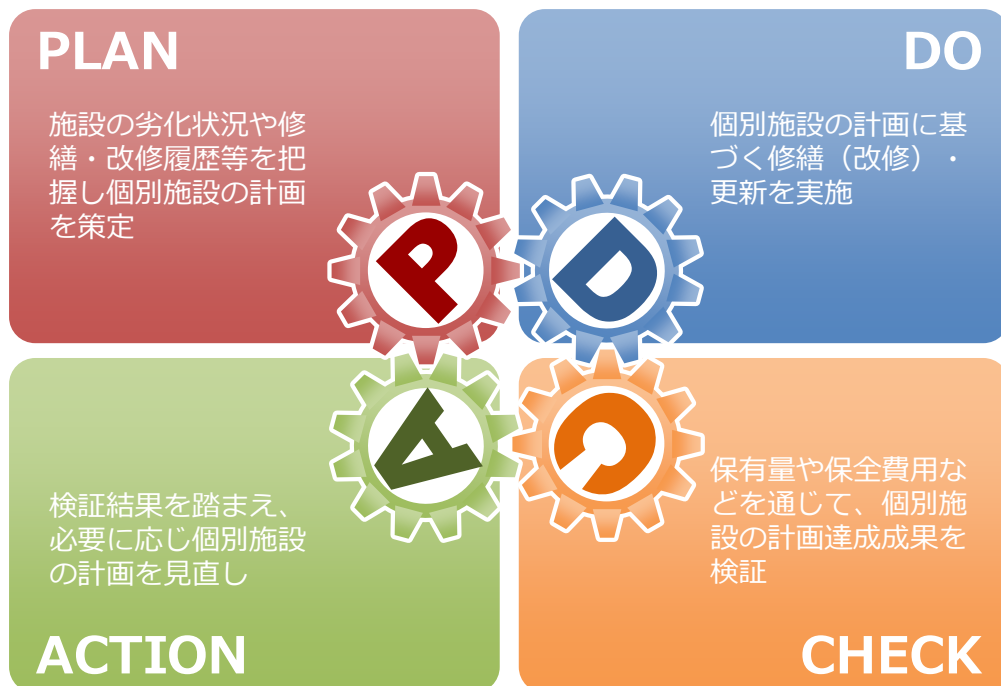 PLAN
施設の劣化状況や修
繕・改修履歴等を把
握し個別施設の計画
を策定
DO
個別施設の計画に基
づく修繕（改修）・
更新を実施
P
D
A
C
検証結果を踏まえ、
必要に応じ個別施設
の計画を見直し
ACTION
保有量や保全費用な
どを通じて、個別施
設の計画達成成果を
検証
CHECK